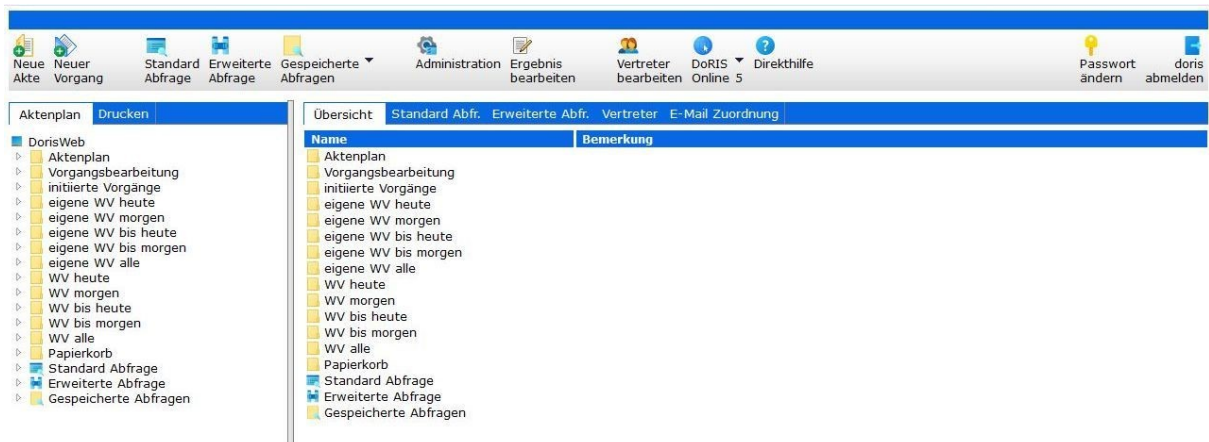 Neue Akte
Neuer Vorgang
Standard Abfrage
Erweiterte Abfrage
Gespeicherte Abfragen
Administration
Ergebnis bearbeiten
Vertreter bearbeiten
DoRIS Online 5
Direkthilfe
Passwort ändern
doris abmelden
Aktenplan Drucken
DorisWeb
Aktenplan
Vorgangsbearbeitung
initiierte Vorgänge
eigene WV heute
eigene WV morgen
eigene WV bis heute
eigene WV bis morgen
eigene WV alle
WV heute
WV morgen
WV bis heute
WV bis morgen
WV alle
Papierkorb
Standard Abfrage
Erweiterte Abfrage
Gespeicherte Abfragen
Übersicht Standard Abfr. Erweiterte Abfr. Vertreter E-Mail Zuordnung
Name Bemerkung
Aktenplan
Vorgangsbearbeitung
initiierte Vorgänge
eigene WV heute
eigene WV morgen
eigene WV bis heute
eigene WV bis morgen
eigene WV alle
WV heute
WV morgen
WV bis heute
WV bis morgen
WV alle
Papierkorb
Standard Abfrage
Erweiterte Abfrage
Gespeicherte Abfragen